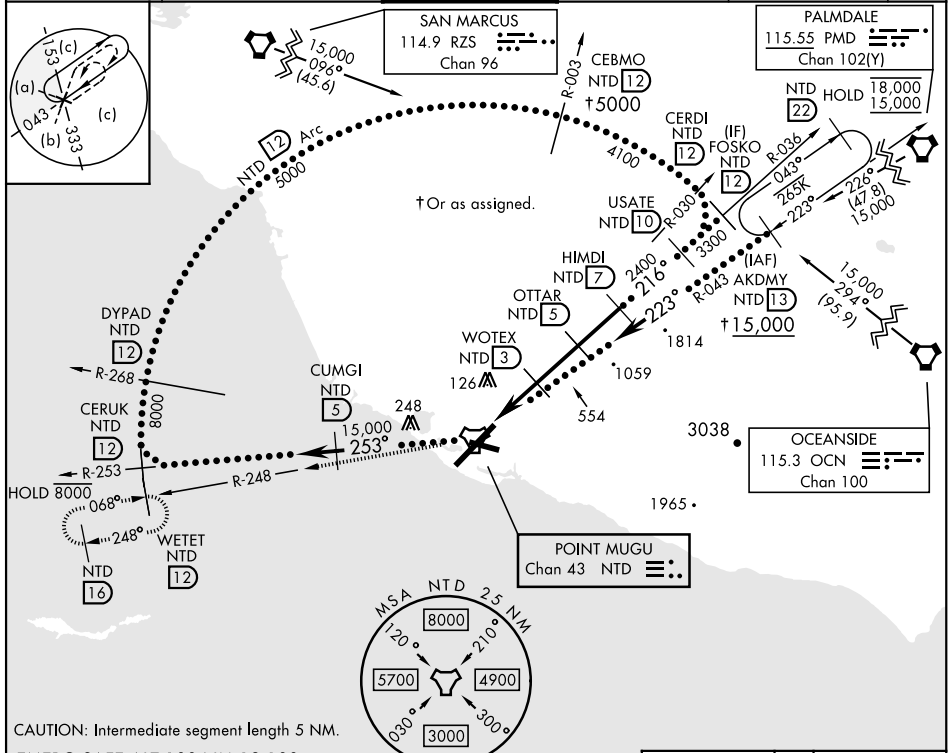 SAN MARCUS
114.9 RZS
Chan 96
PALMDALE
115.55 PMD
Chan 102(Y)
153
(c)
(a)
043
(b)
(c)
333
15,000
096°
(45.6)
R-003
CEBMO
NTD 12
†5000
NTD 22
HOLD 18,000
15,000
CERDI
NTD 12
(IF)
FOSKO
NTD 12
R-036
043°
265K
223°
226°
(47.8)
15,000
NTD 12 Arc
5000
4100
†Or as assigned.
USATE
NTD 10
R-030
3300
2400
216°
HIMDI
NTD 7
223°
R-043
(IAF)
AKDMY
NTD 13
†15,000
15,000
294°
(95.9)
OTTAR
NTD 5
WOTEX
NTD 3
126
1814
1059
554
DYPAD
NTD
12
R-268
8000
CUMGI
NTD
5
248
15,000
253°
CERUK
NTD
12
R-253
R-248
HOLD 8000
068°
248°
WETET
NTD
12
NTD
16
3038
1965
OCEANSIDE
115.3 OCN
Chan 100
POINT MUGU
Chan 43 NTD
MSA NTD 25 NM
120°
8000
210°
5700
4900
030°
3000
300°
CAUTION: Intermediate segment length 5 NM.